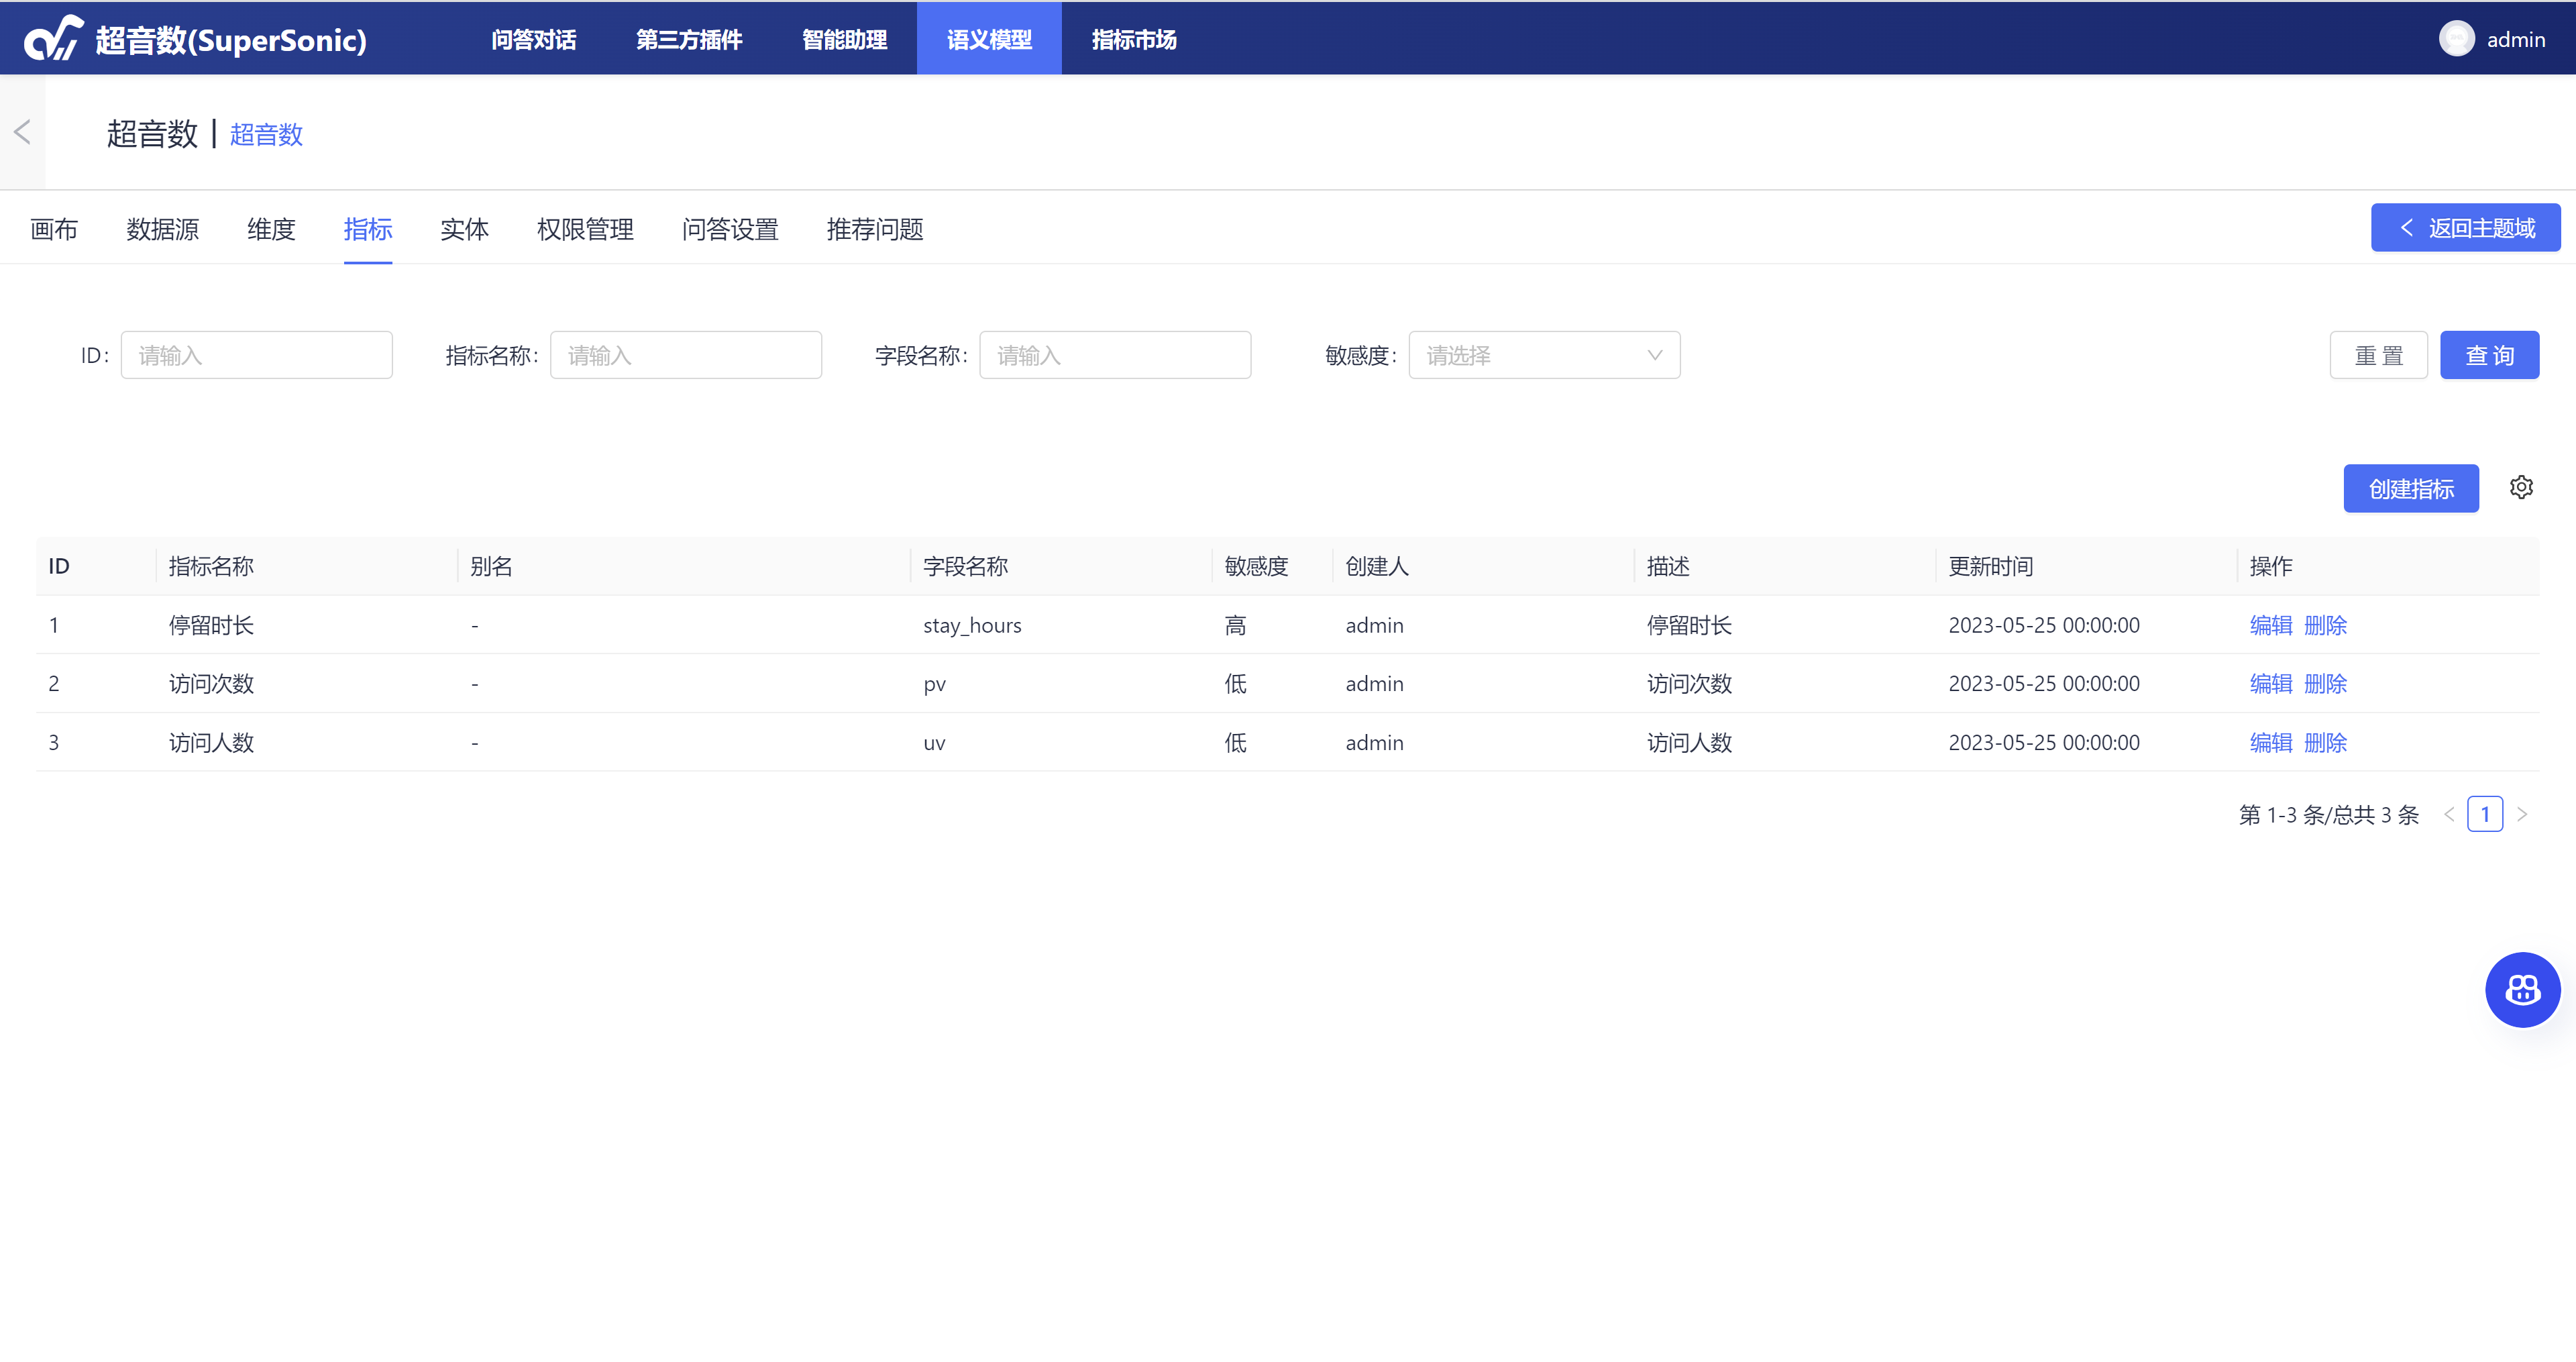 超音数(SuperSonic) 问答对话 第三方插件 智能助理 语义模型 指标市场 admin
超音数 | 超音数
画布 数据源 维度 指标 实体 权限管理 问答设置 推荐问题 返回主题域
ID: 请输入 指标名称: 请输入 字段名称: 请输入 敏感度: 请选择 重 置 查 询
创建指标
ID 指标名称 别名 字段名称 敏感度 创建人 描述 更新时间 操作
1 停留时长 - stay_hours 高 admin 停留时长 2023-05-25 00:00:00 编辑 删除
2 访问次数 - pv 低 admin 访问次数 2023-05-25 00:00:00 编辑 删除
3 访问人数 - uv 低 admin 访问人数 2023-05-25 00:00:00 编辑 删除
第 1-3 条/总共 3 条 1